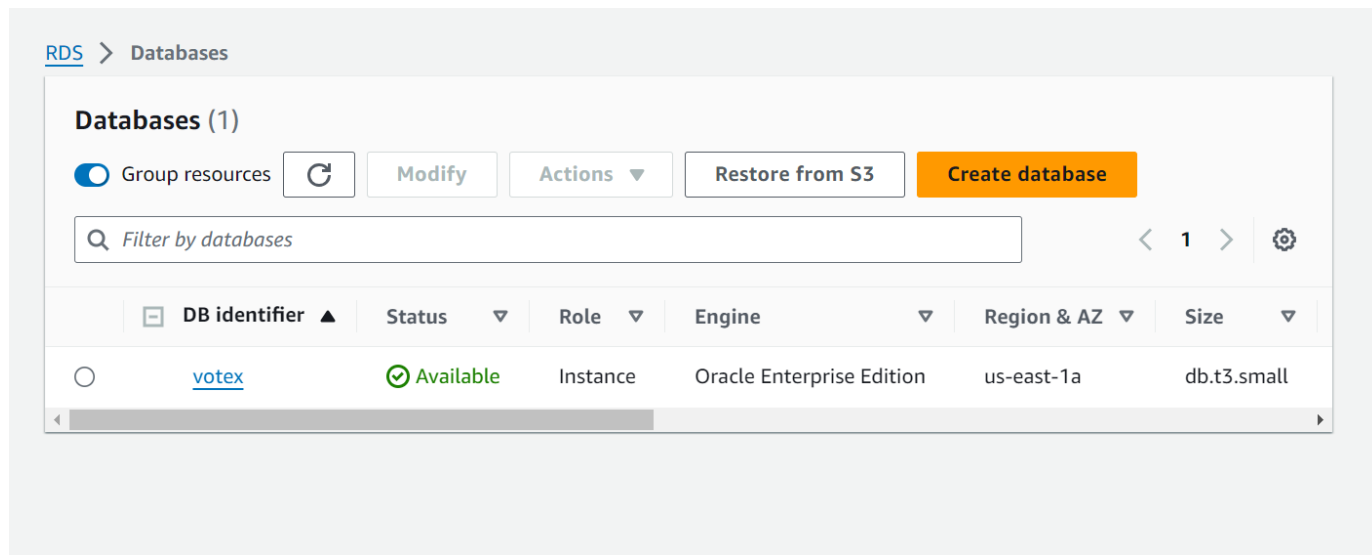 RDS > Databases
Databases (1)
Group resources Modify Actions Restore from S3 Create database
Filter by databases 1
DB identifier Status Role Engine Region & AZ Size
votex Available Instance Oracle Enterprise Edition us-east-1a db.t3.small